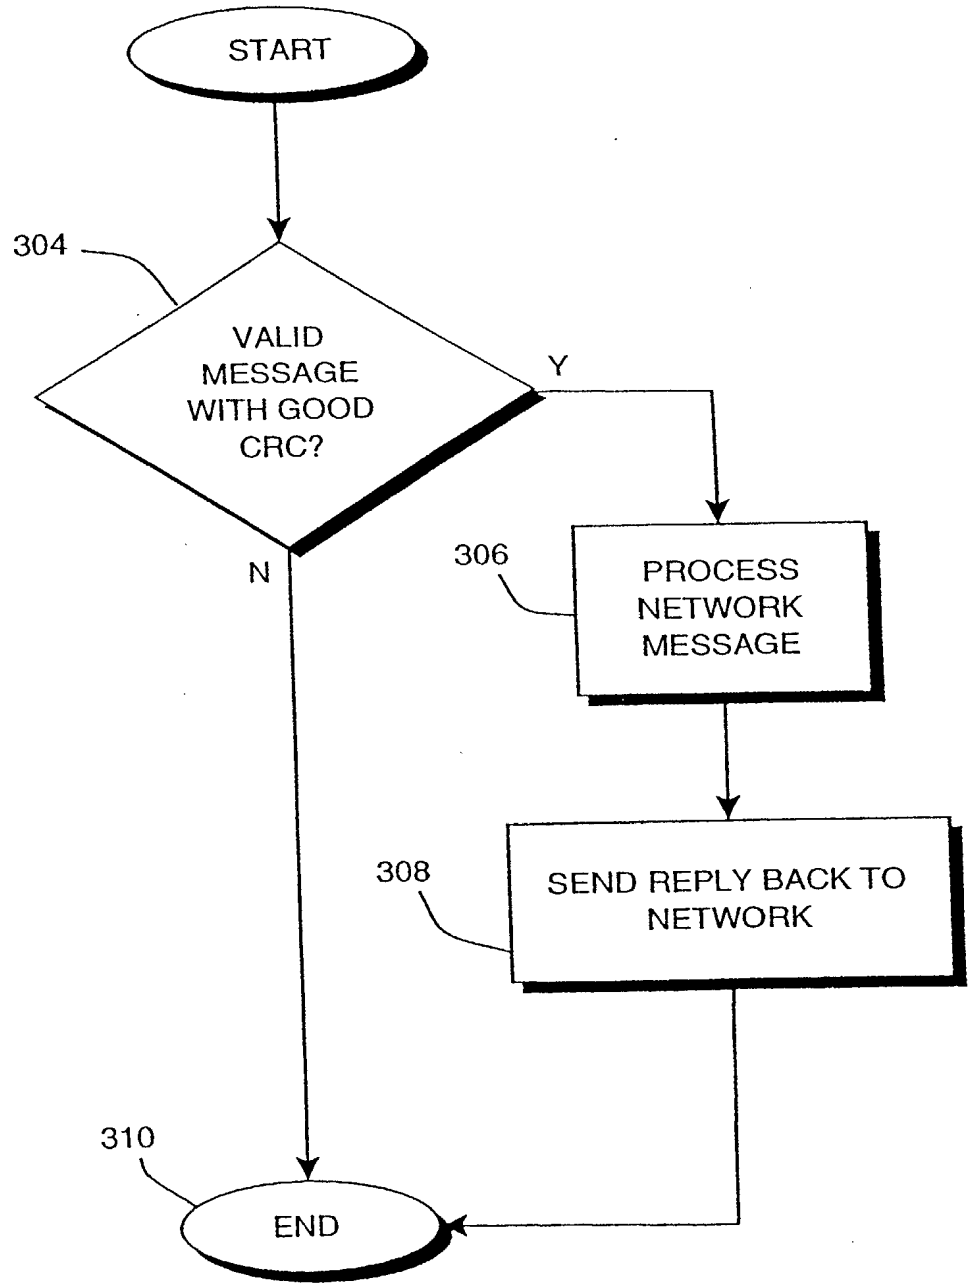 START
304
VALID
MESSAGE
WITH GOOD
CRC?
Y
N
306
PROCESS
NETWORK
MESSAGE
308
SEND REPLY BACK TO
NETWORK
310
END